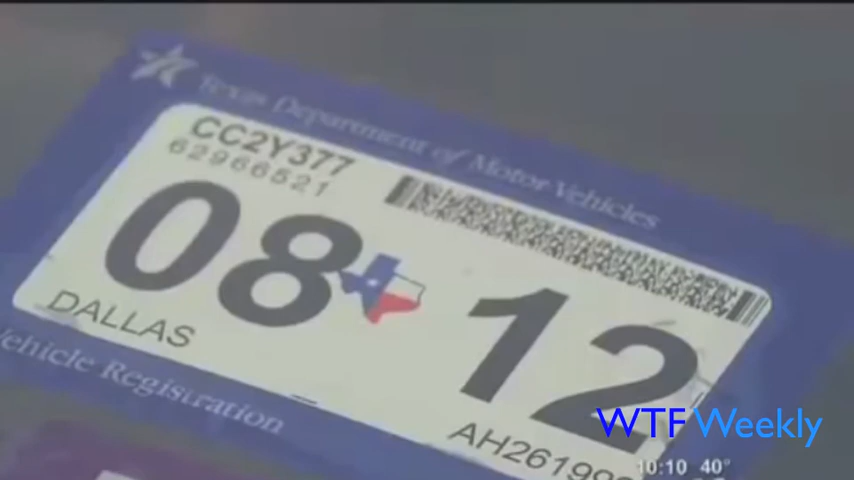 Texas Department of Motor Vehicles
CC2Y377
62966521
08 12
DALLAS
Vehicle Registration
WTF Weekly
10:10 40°